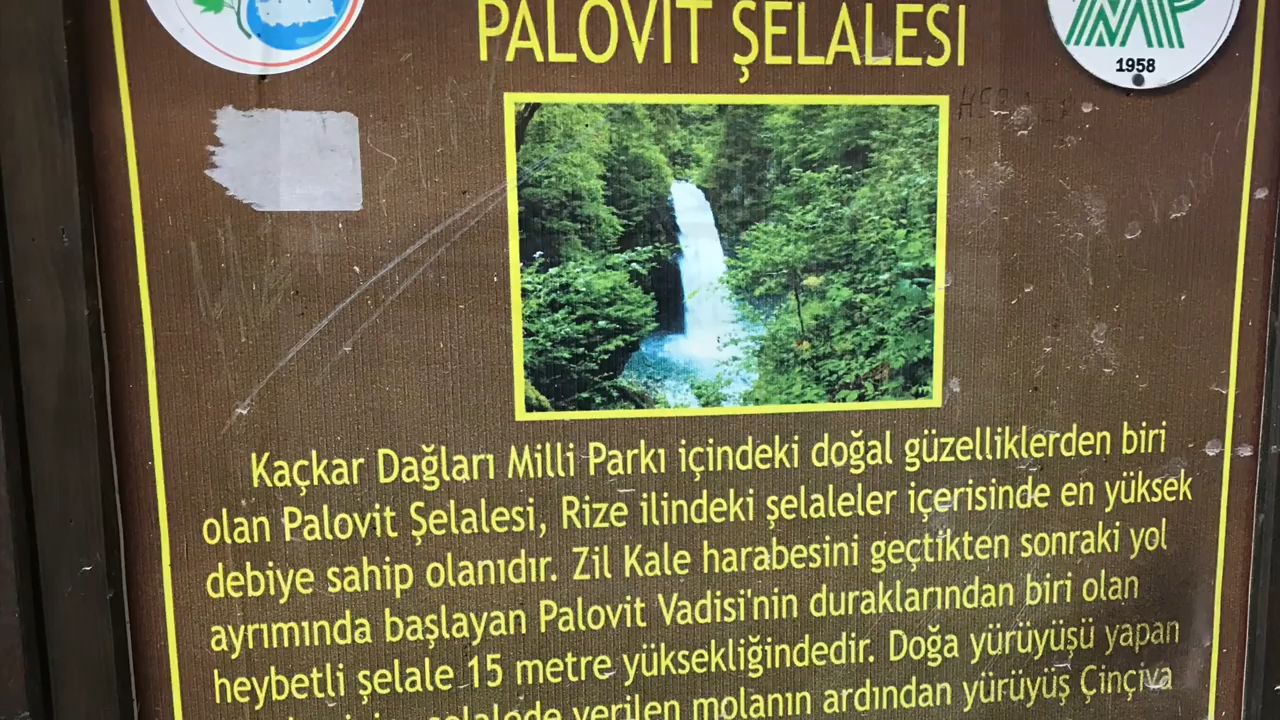 PALOVİT ŞELALESİ
MP
1958
Kaçkar Dağları Milli Parkı içindeki doğal güzelliklerden biri
olan Palovit Şelalesi, Rize ilindeki şelaleler içerisinde en yüksek
debiye sahip olanıdır. Zil Kale harabesini geçtikten sonraki yol
ayrımında başlayan Palovit Vadisi'nin duraklarından biri olan
heybetli şelale 15 metre yüksekliğindedir. Doğa yürüyüşü yapan
şelalede verilen molanın ardından yürüyüş Çinçiva